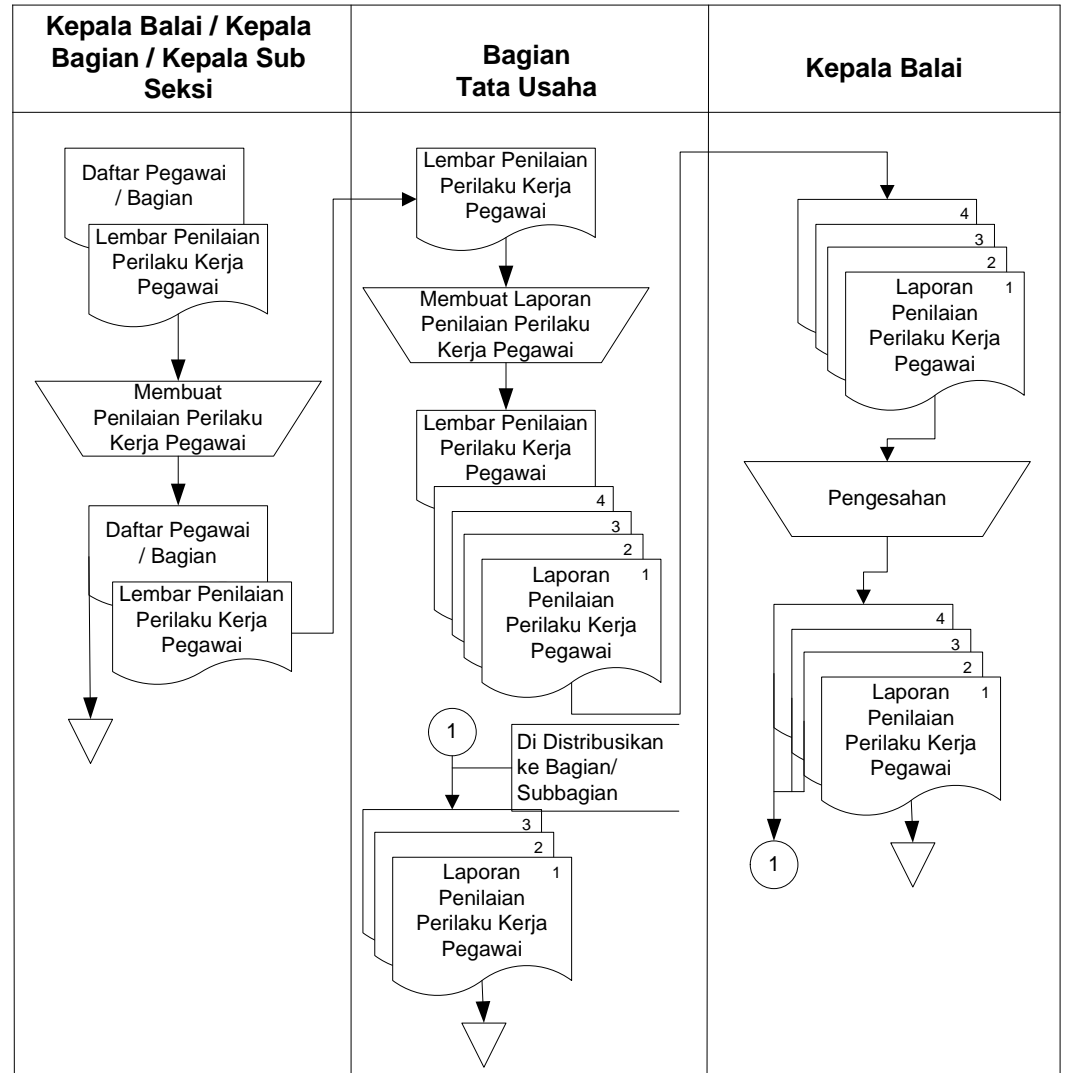 Kepala Balai / Kepala
Bagian / Kepala Sub
Seksi
Bagian
Tata Usaha
Kepala Balai
Daftar Pegawai
/ Bagian
Lembar Penilaian
Perilaku Kerja
Pegawai
Membuat
Penilaian Perilaku
Kerja Pegawai
Daftar Pegawai
/ Bagian
Lembar Penilaian
Perilaku Kerja
Pegawai
Lembar Penilaian
Perilaku Kerja
Pegawai
Membuat Laporan
Penilaian Perilaku
Kerja Pegawai
Lembar Penilaian
Perilaku Kerja
Pegawai
4
3
2
Laporan 1
Penilaian
Perilaku Kerja
Pegawai
1
Di Distribusikan
ke Bagian/
Subbagian
3
2
Laporan 1
Penilaian
Perilaku Kerja
Pegawai
4
3
2
Laporan 1
Penilaian
Perilaku Kerja
Pegawai
Pengesahan
4
3
2
Laporan 1
Penilaian
Perilaku Kerja
Pegawai
1